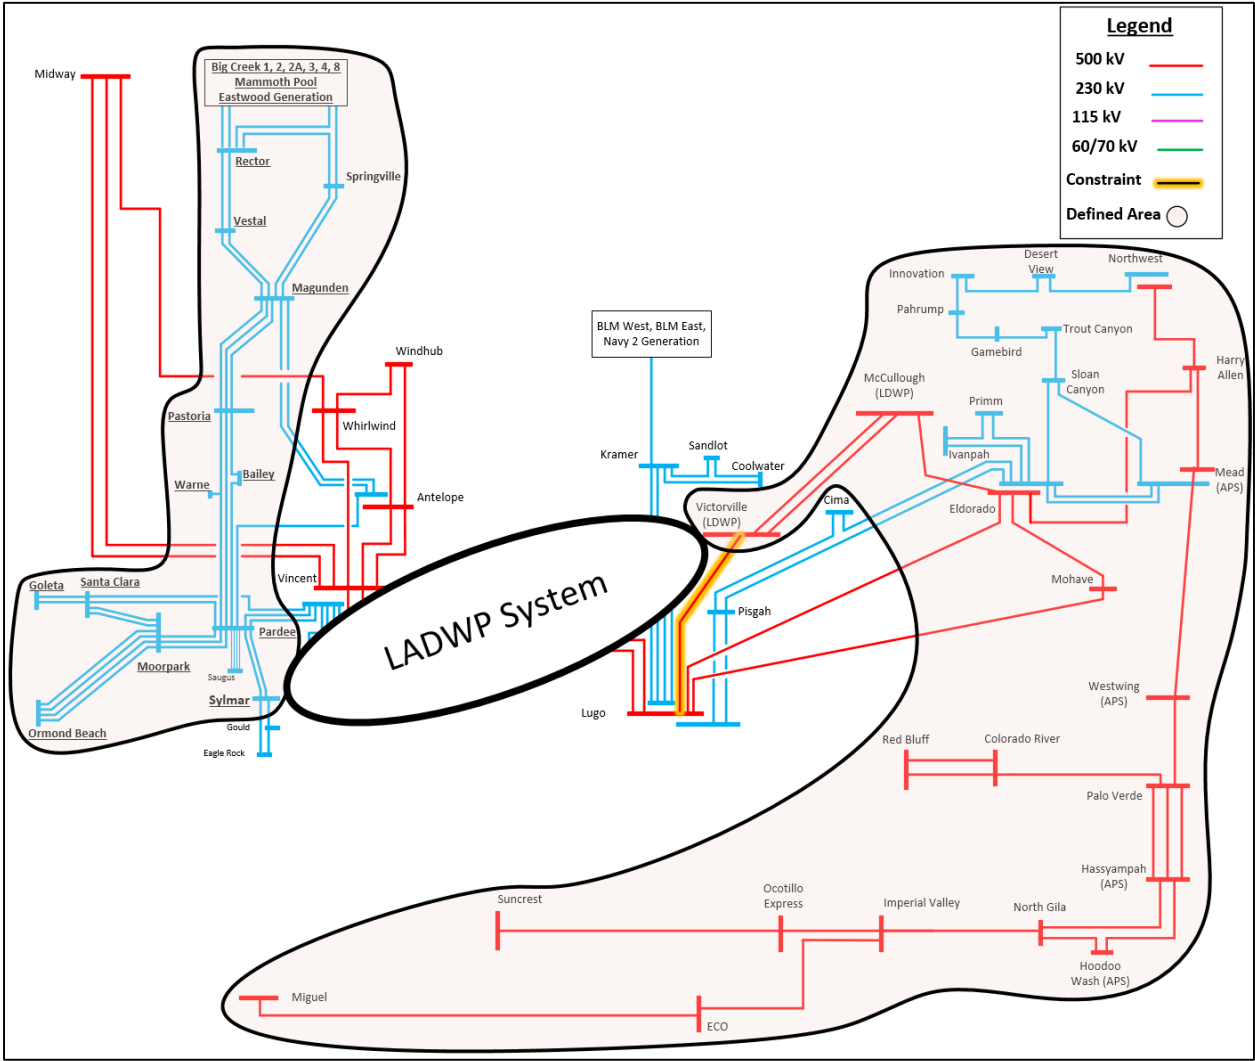 Legend
500 kV
230 kV
115 kV
60/70 kV
Constraint
Defined Area
Midway
Big Creek 1, 2, 2A, 3, 4, 8
Mammoth Pool
Eastwood Generation
Rector
Springville
Vestal
Magunden
Windhub
Whirlwind
Pastoria
Bailey
Warne
Antelope
Vincent
Goleta
Santa Clara
Pardee
Moorpark
Saugus
Sylmar
Ormond Beach
Gould
Eagle Rock
LADWP System
BLM West, BLM East,
Navy 2 Generation
Kramer
Sandlot
Coolwater
Victorville
(LDWP)
Cima
Pisgah
Lugo
McCullough
(LDWP)
Innovation
Desert
View
Northwest
Pahrump
Gamebird
Trout Canyon
Harry
Allen
Sloan
Canyon
Primm
Ivanpah
Mead
(APS)
Eldorado
Mohave
Westwing
(APS)
Red Bluff
Colorado River
Palo Verde
Hassyampah
(APS)
Suncrest
Ocotillo
Express
Imperial Valley
North Gila
Hoodoo
Wash (APS)
Miguel
ECO